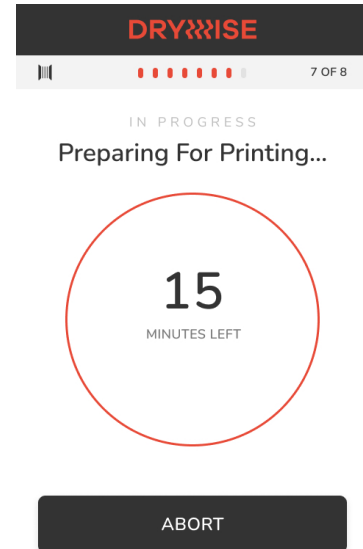 DRYWISE
7 OF 8
IN PROGRESS
Preparing For Printing...
15
MINUTES LEFT
ABORT